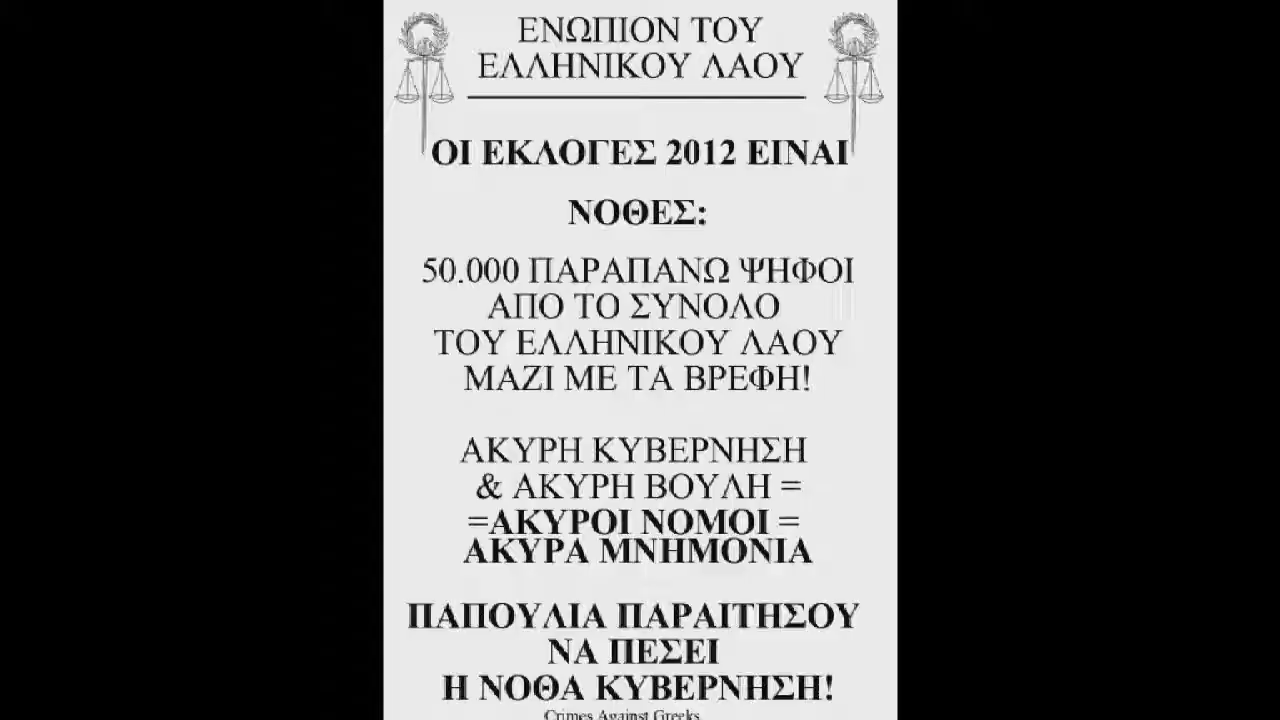 ΕΝΩΠΙΟΝ ΤΟΥ
ΕΛΛΗΝΙΚΟΥ ΛΑΟΥ
ΟΙ ΕΚΛΟΓΕΣ 2012 ΕΙΝΑΙ
ΝΟΘΕΣ:
50.000 ΠΑΡΑΠΑΝΩ ΨΗΦΟΙ
ΑΠΟ ΤΟ ΣΥΝΟΛΟ
ΤΟΥ ΕΛΛΗΝΙΚΟΥ ΛΑΟΥ
ΜΑΖΙ ΜΕ ΤΑ ΒΡΕΦΗ!
ΑΚΥΡΗ ΚΥΒΕΡΝΗΣΗ
& ΑΚΥΡΗ ΒΟΥΛΗ =
=ΑΚΥΡΟΙ ΝΟΜΟΙ =
ΑΚΥΡΑ ΜΝΗΜΟΝΙΑ
ΠΑΠΟΥΛΙΑ ΠΑΡΑΙΤΗΣΟΥ
ΝΑ ΠΕΣΕΙ
Η ΝΟΘΑ ΚΥΒΕΡΝΗΣΗ!
Crimes Against Greeks